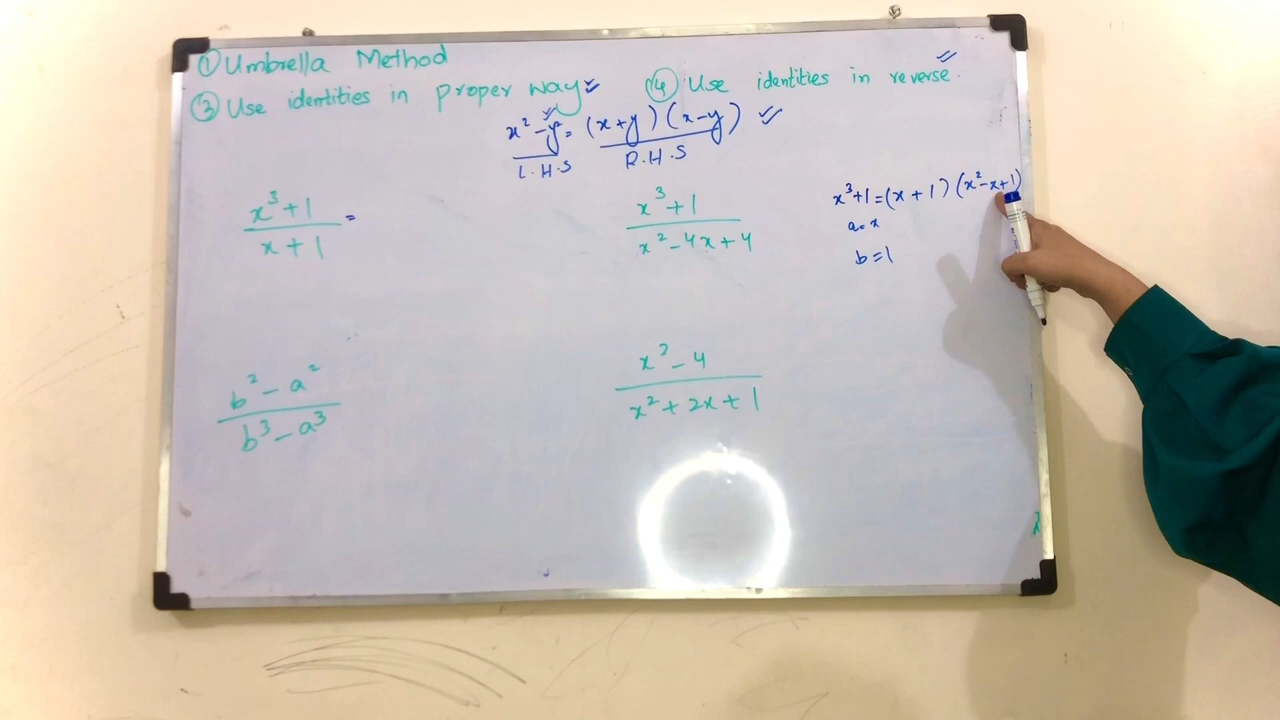 ① Umbrella Method
③ Use identities in proper way ④ Use identities in reverse.
x² - y² = (x+y)(x-y)
L.H.S R.H.S
x³+1 = (x+1)(x²-x+1)
a=x
b=1
x³+1 / x+1 =
x³+1 / x²-4x+4
b²-a² / b³-a³
x²-4 / x²+2x+1